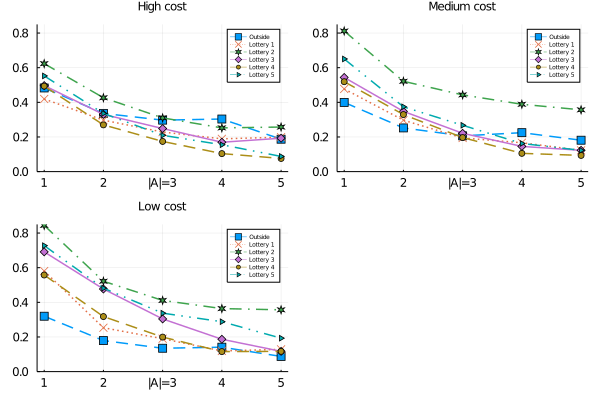 High cost
0.8
0.6
0.4
0.2
0.0
1 2 |A|=3 4 5
Outside
Lottery 1
Lottery 2
Lottery 3
Lottery 4
Lottery 5
Medium cost
0.8
0.6
0.4
0.2
0.0
1 2 |A|=3 4 5
Outside
Lottery 1
Lottery 2
Lottery 3
Lottery 4
Lottery 5
Low cost
0.8
0.6
0.4
0.2
0.0
1 2 |A|=3 4 5
Outside
Lottery 1
Lottery 2
Lottery 3
Lottery 4
Lottery 5